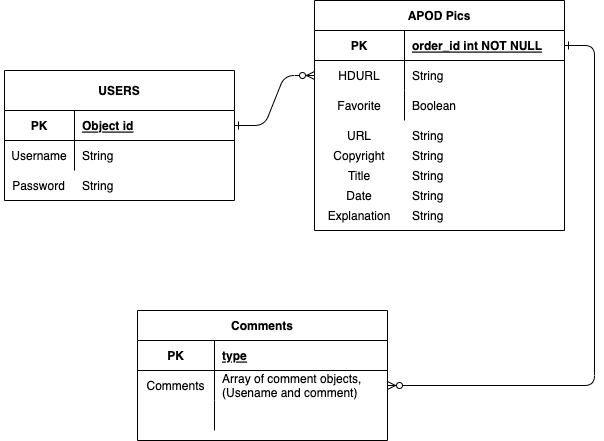 APOD Pics
PK order_id int NOT NULL
HDURL String
Favorite Boolean
URL String
Copyright String
Title String
Date String
Explanation String
USERS
PK Object id
Username String
Password String
Comments
PK type
Comments Array of comment objects,
(Usename and comment)